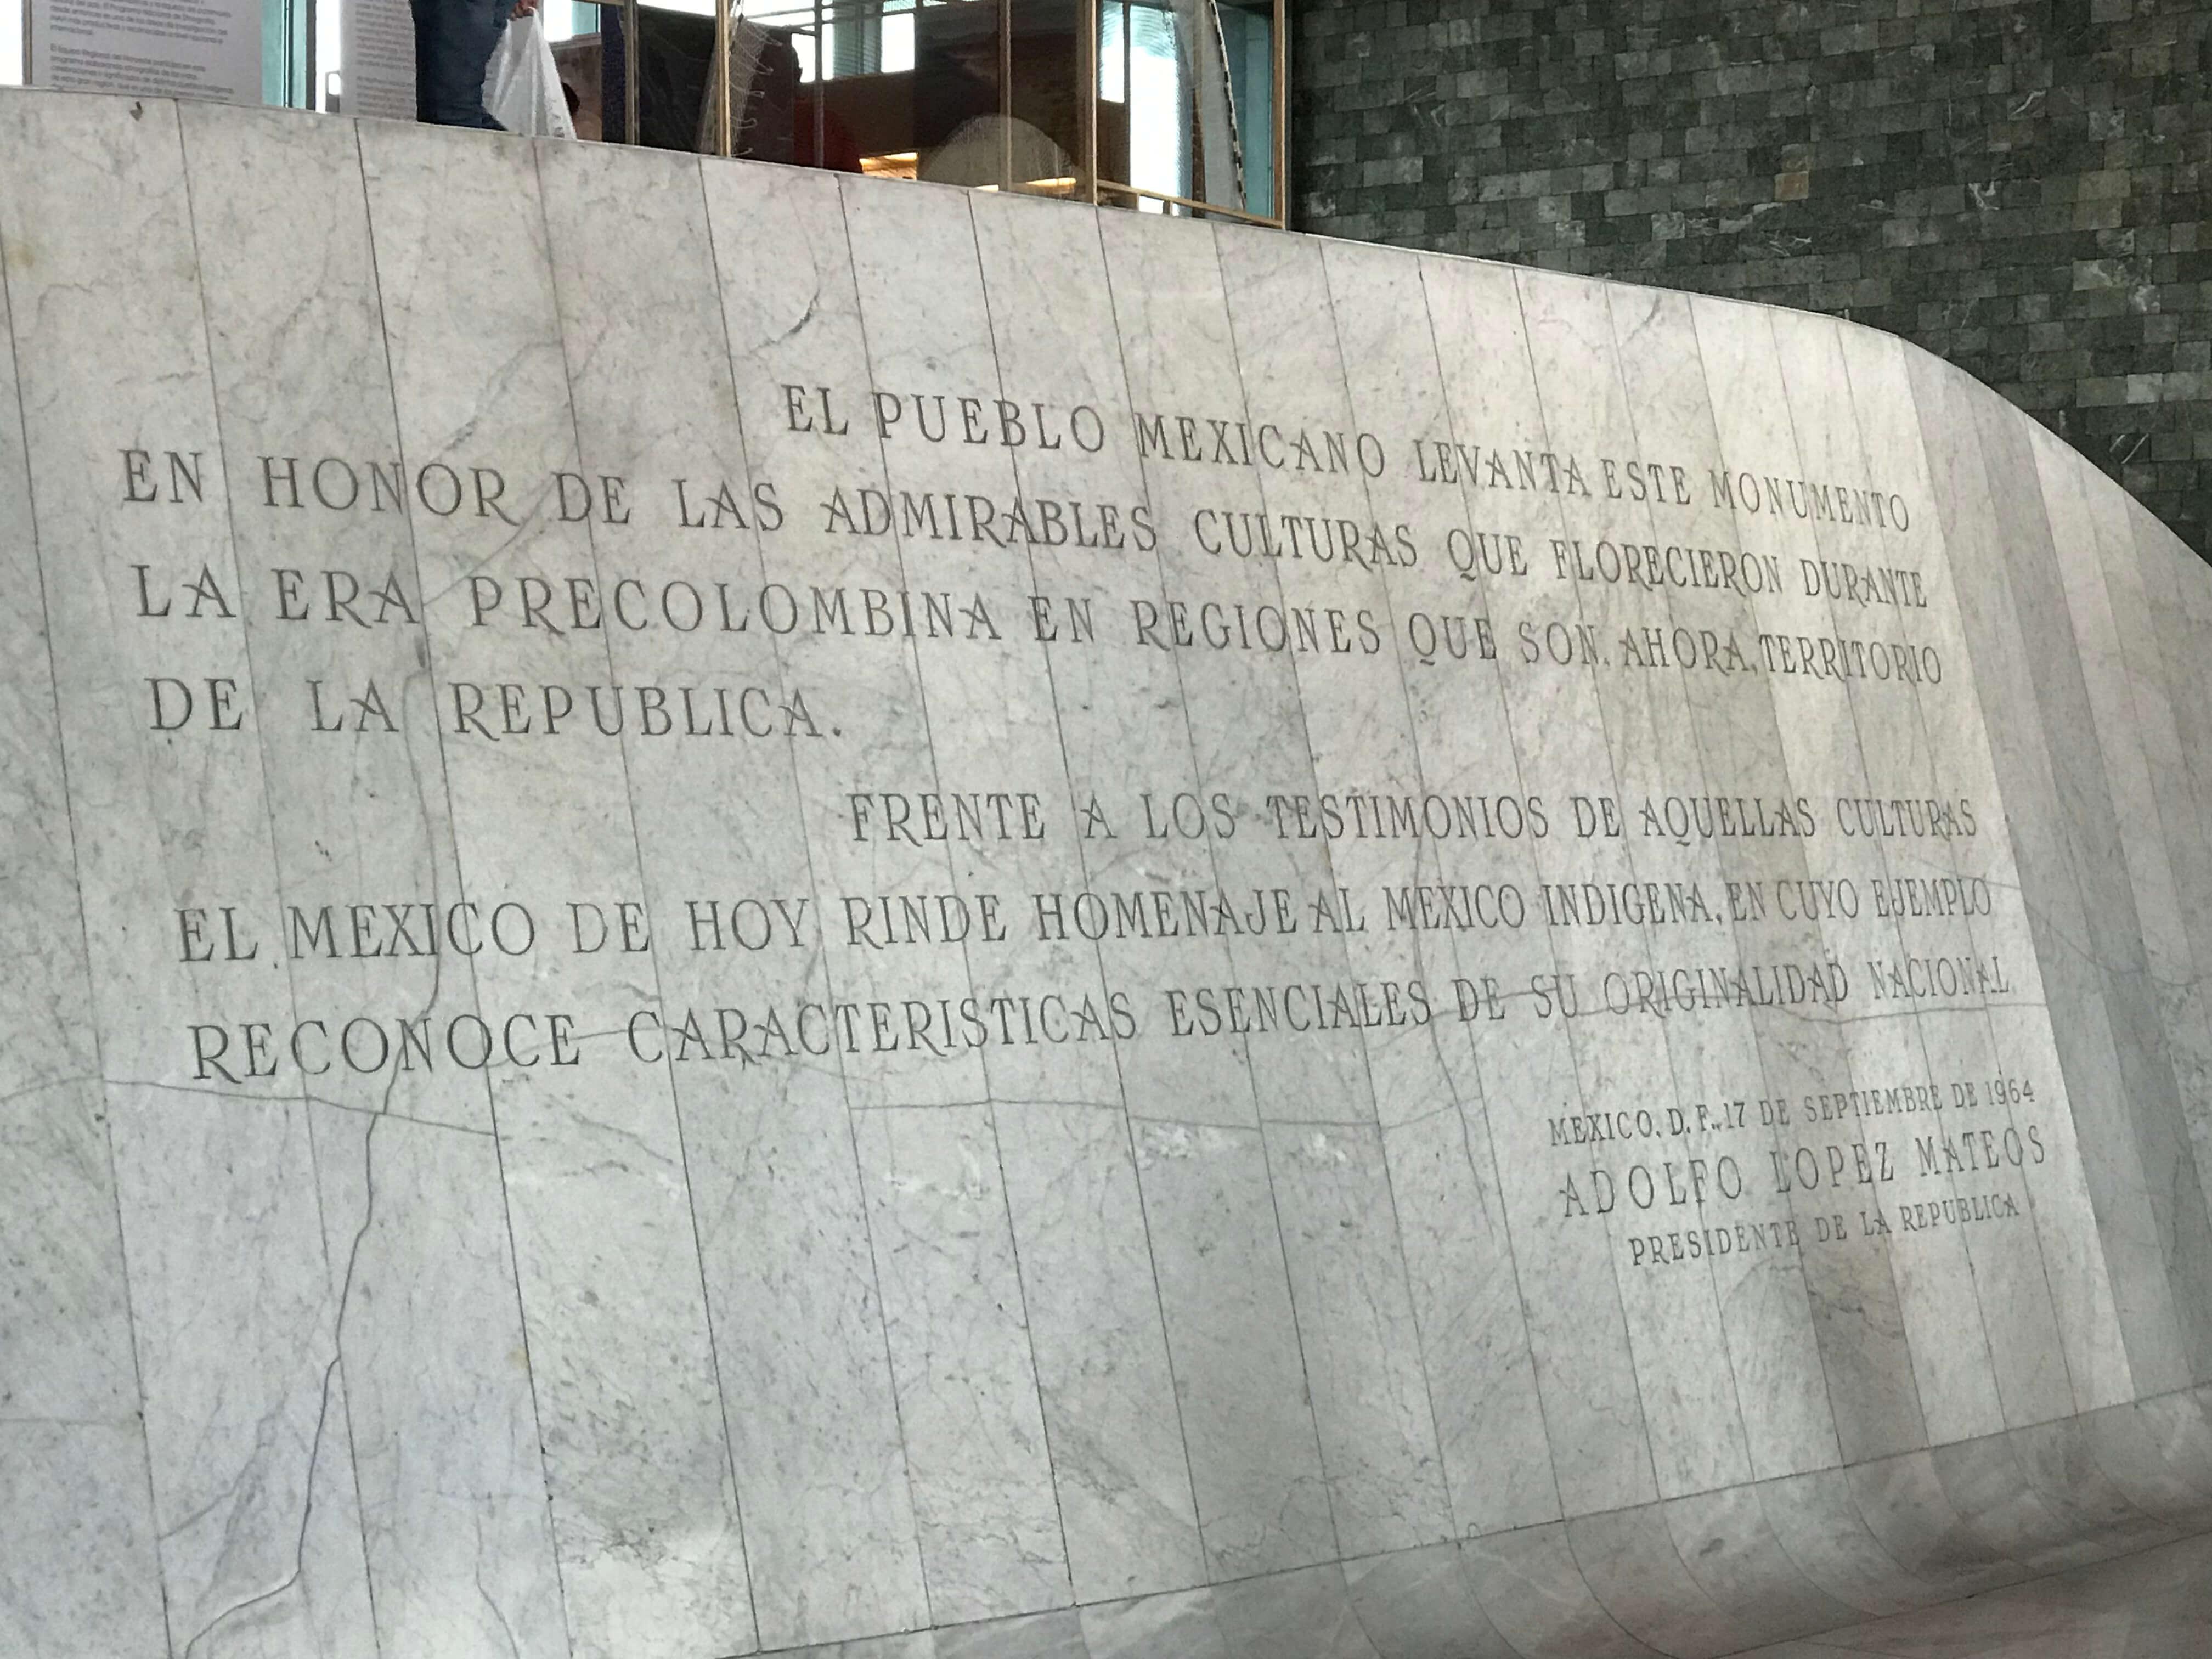 EL PUEBLO MEXICANO LEVANTA ESTE MONUMENTO
EN HONOR DE LAS ADMIRABLES CULTURAS QUE FLORECIERON DURANTE
LA ERA PRECOLOMBINA EN REGIONES QUE SON, AHORA, TERRITORIO
DE LA REPUBLICA.
FRENTE A LOS TESTIMONIOS DE AQUELLAS CULTURAS
EL MEXICO DE HOY RINDE HOMENAJE AL MEXICO INDIGENA, EN CUYO EJEMPLO
RECONOCE CARACTERISTICAS ESENCIALES DE SU ORIGINALIDAD NACIONAL
MEXICO, D. F., 17 DE SEPTIEMBRE DE 1964
ADOLFO LOPEZ MATEOS
PRESIDENTE DE LA REPUBLICA